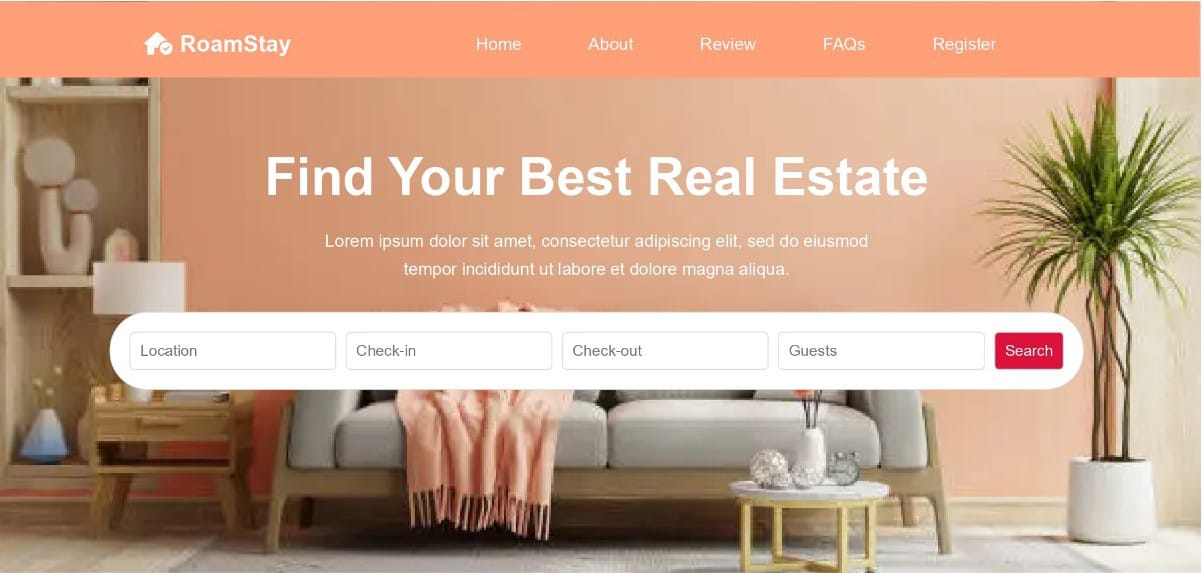 RoamStay
Home About Review FAQs Register
Find Your Best Real Estate
Lorem ipsum dolor sit amet, consectetur adipiscing elit, sed do eiusmod
tempor incididunt ut labore et dolore magna aliqua.
Location Check-in Check-out Guests Search